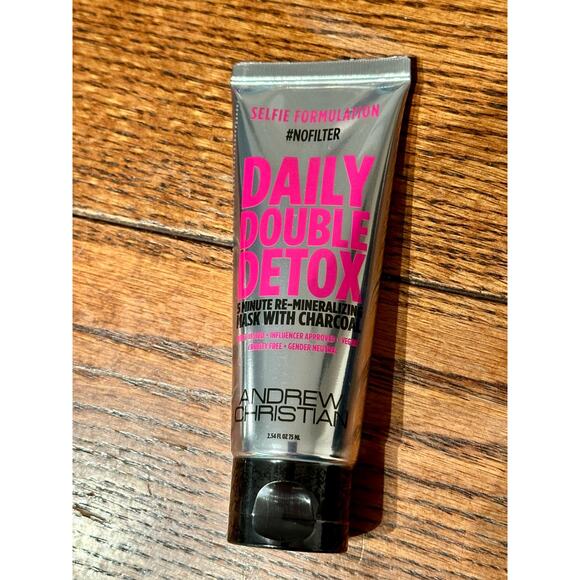 SELFIE FORMULATION
#NOFILTER
DAILY
DOUBLE
DETOX
5 MINUTE RE-MINERALIZING
MASK WITH CHARCOAL
• INFLUENCER APPROVED • VEGAN
CRUELTY FREE • GENDER NEUTRAL
ANDREW
CHRISTIAN
2.54 FL OZ 75 ML